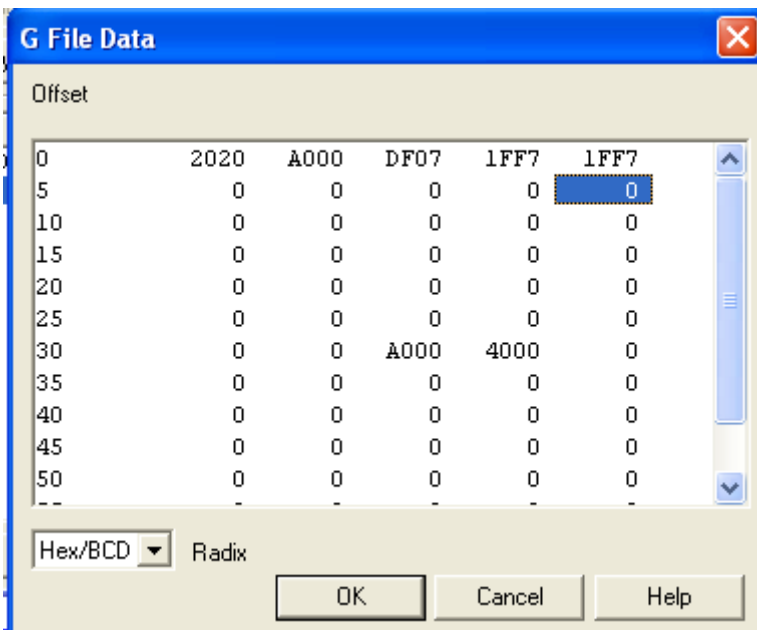 G File Data
Offset
0 2020 A000 DF07 1FF7 1FF7
5 0 0 0 0 0
10 0 0 0 0 0
15 0 0 0 0 0
20 0 0 0 0 0
25 0 0 0 0 0
30 0 0 A000 4000 0
35 0 0 0 0 0
40 0 0 0 0 0
45 0 0 0 0 0
50 0 0 0 0 0
Hex/BCD Radix
OK Cancel Help